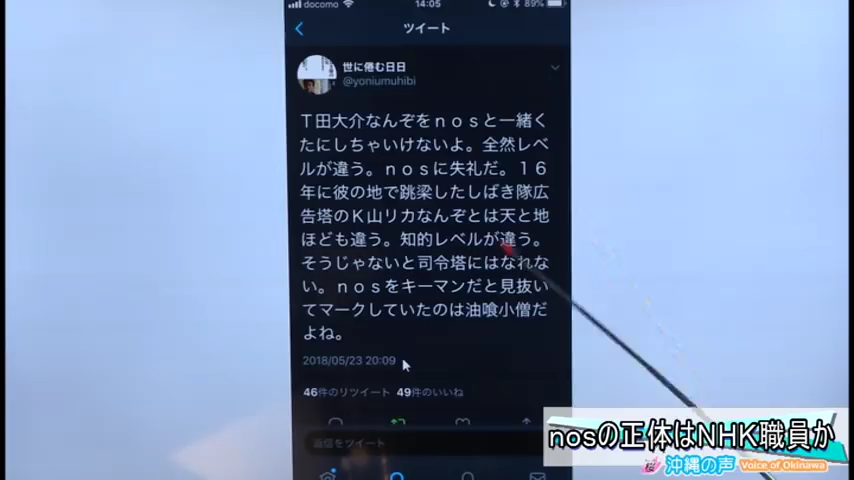 docomo 14:05 89%
ツイート
世に倦む日日
@yoniumuhibi
T田大介なんぞをnosと一緒く
たにしちゃいけないよ。全然レベ
ルが違う。nosに失礼だ。16
年に彼の地で跳梁したしばき隊広
告塔のK山リカなんぞとは天と地
ほども違う。知的レベルが違う。
そうじゃないと司令塔にはなれな
い。nosをキーマンだと見抜い
てマークしていたのは油喰小僧だ
よね。
2018/05/23 20:09
46件のリツイート 49件のいいね
返信をツイート
nosの正体はNHK職員か
沖縄の声 Voice of Okinawa